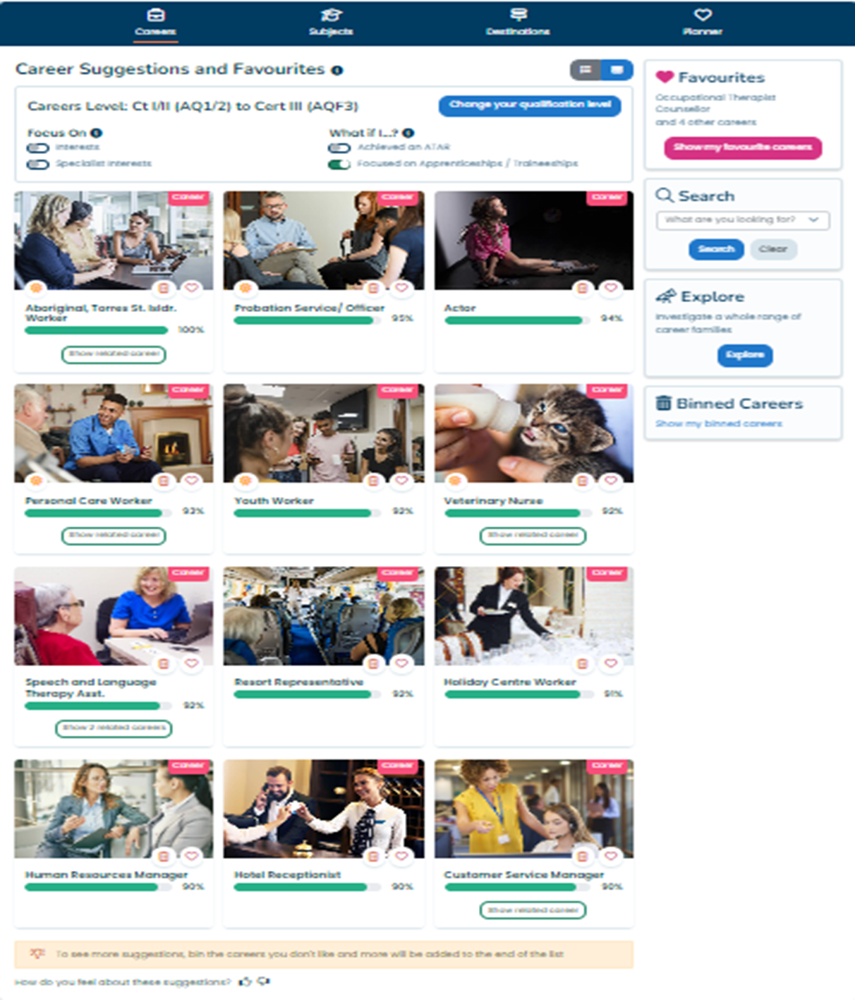 Careers
Subjects
Destinations
Planner
Career Suggestions and Favourites
Careers Level: Ct I/II (AQ1/2) to Cert III (AQF3)
Change your qualification level
Focus On
What if I...?
Interests
Achieved an ATAR
Specialist interests
Focused on Apprenticeships / Traineeships
Career
Career
Career
Aboriginal, Torres St. Isldr.
Worker
100%
Show related career
Probation Service/ Officer
95%
Actor
94%
Career
Career
Career
Personal Care Worker
93%
Show related career
Youth Worker
93%
Veterinary Nurse
92%
Show related career
Career
Career
Career
Speech and Language
Therapy Asst.
92%
Show 2 related careers
Resort Representative
92%
Holiday Centre Worker
91%
Career
Career
Career
Human Resources Manager
90%
Hotel Receptionist
90%
Customer Service Manager
90%
Show related career
To see more suggestions, bin the careers you don't like and more will be added to the end of the list
How do you feel about these suggestions?
Favourites
Occupational Therapist
Counsellor
and 4 other careers
Show my favourite careers
Search
What are you looking for?
Search
Clear
Explore
Investigate a whole range of
career families
Explore
Binned Careers
Show my binned careers